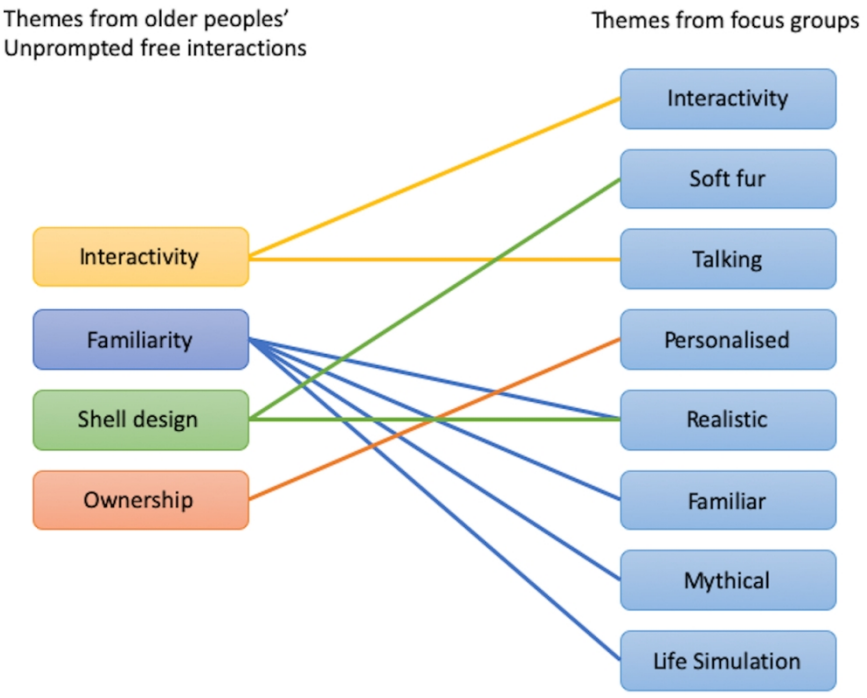 Themes from older peoples’
Unprompted free interactions
Themes from focus groups
Interactivity
Familiarity
Shell design
Ownership
Interactivity
Soft fur
Talking
Personalised
Realistic
Familiar
Mythical
Life Simulation